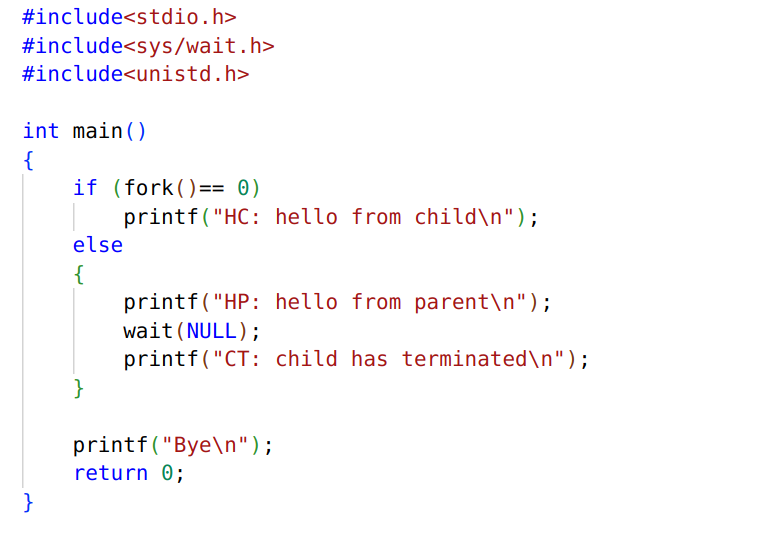 #include<stdio.h>
#include<sys/wait.h>
#include<unistd.h>

int main()
{
    if (fork()== 0)
        printf("HC: hello from child\n");
    else
    {
        printf("HP: hello from parent\n");
        wait(NULL);
        printf("CT: child has terminated\n");
    }

    printf("Bye\n");
    return 0;
}